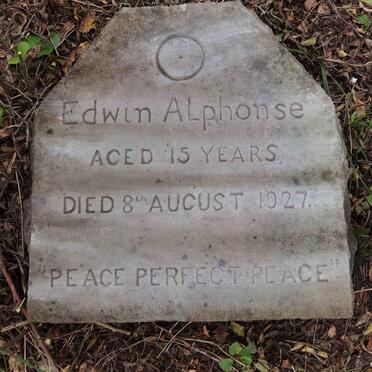 Edwin ALphonse
AGED 15 YEARS
DIED 8th AUGUST 1927.
"PEACE PERFECT PEACE"